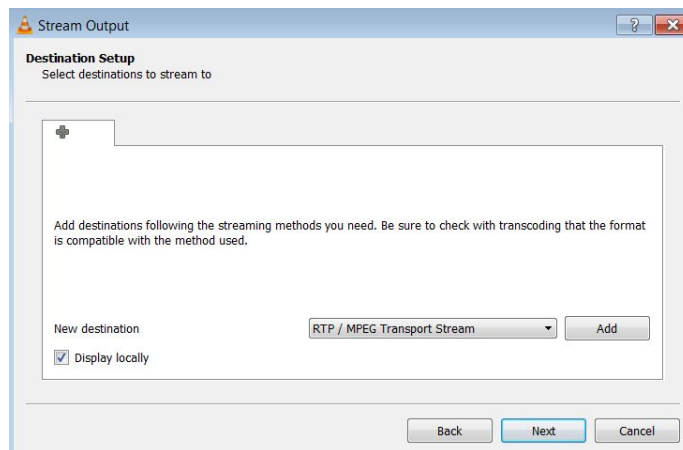 Stream Output
Destination Setup
Select destinations to stream to
Add destinations following the streaming methods you need. Be sure to check with transcoding that the format
is compatible with the method used.
New destination
RTP / MPEG Transport Stream
Add
Display locally
Back
Next
Cancel